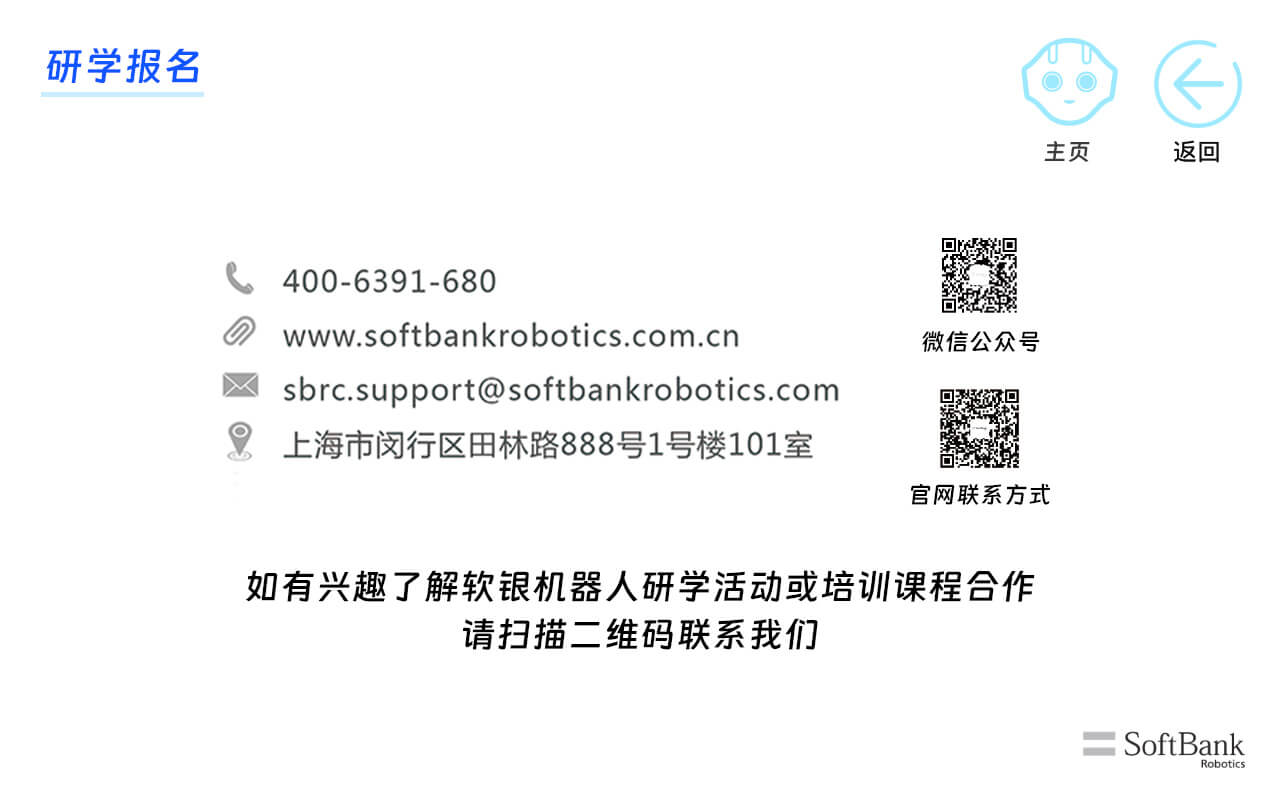 研学报名
主页
返回
400-6391-680
www.softbankrobotics.com.cn
sbrc.support@softbankrobotics.com
上海市闵行区田林路888号1号楼101室
微信公众号
官网联系方式
如有兴趣了解软银机器人研学活动或培训课程合作
请扫描二维码联系我们
SoftBank
Robotics